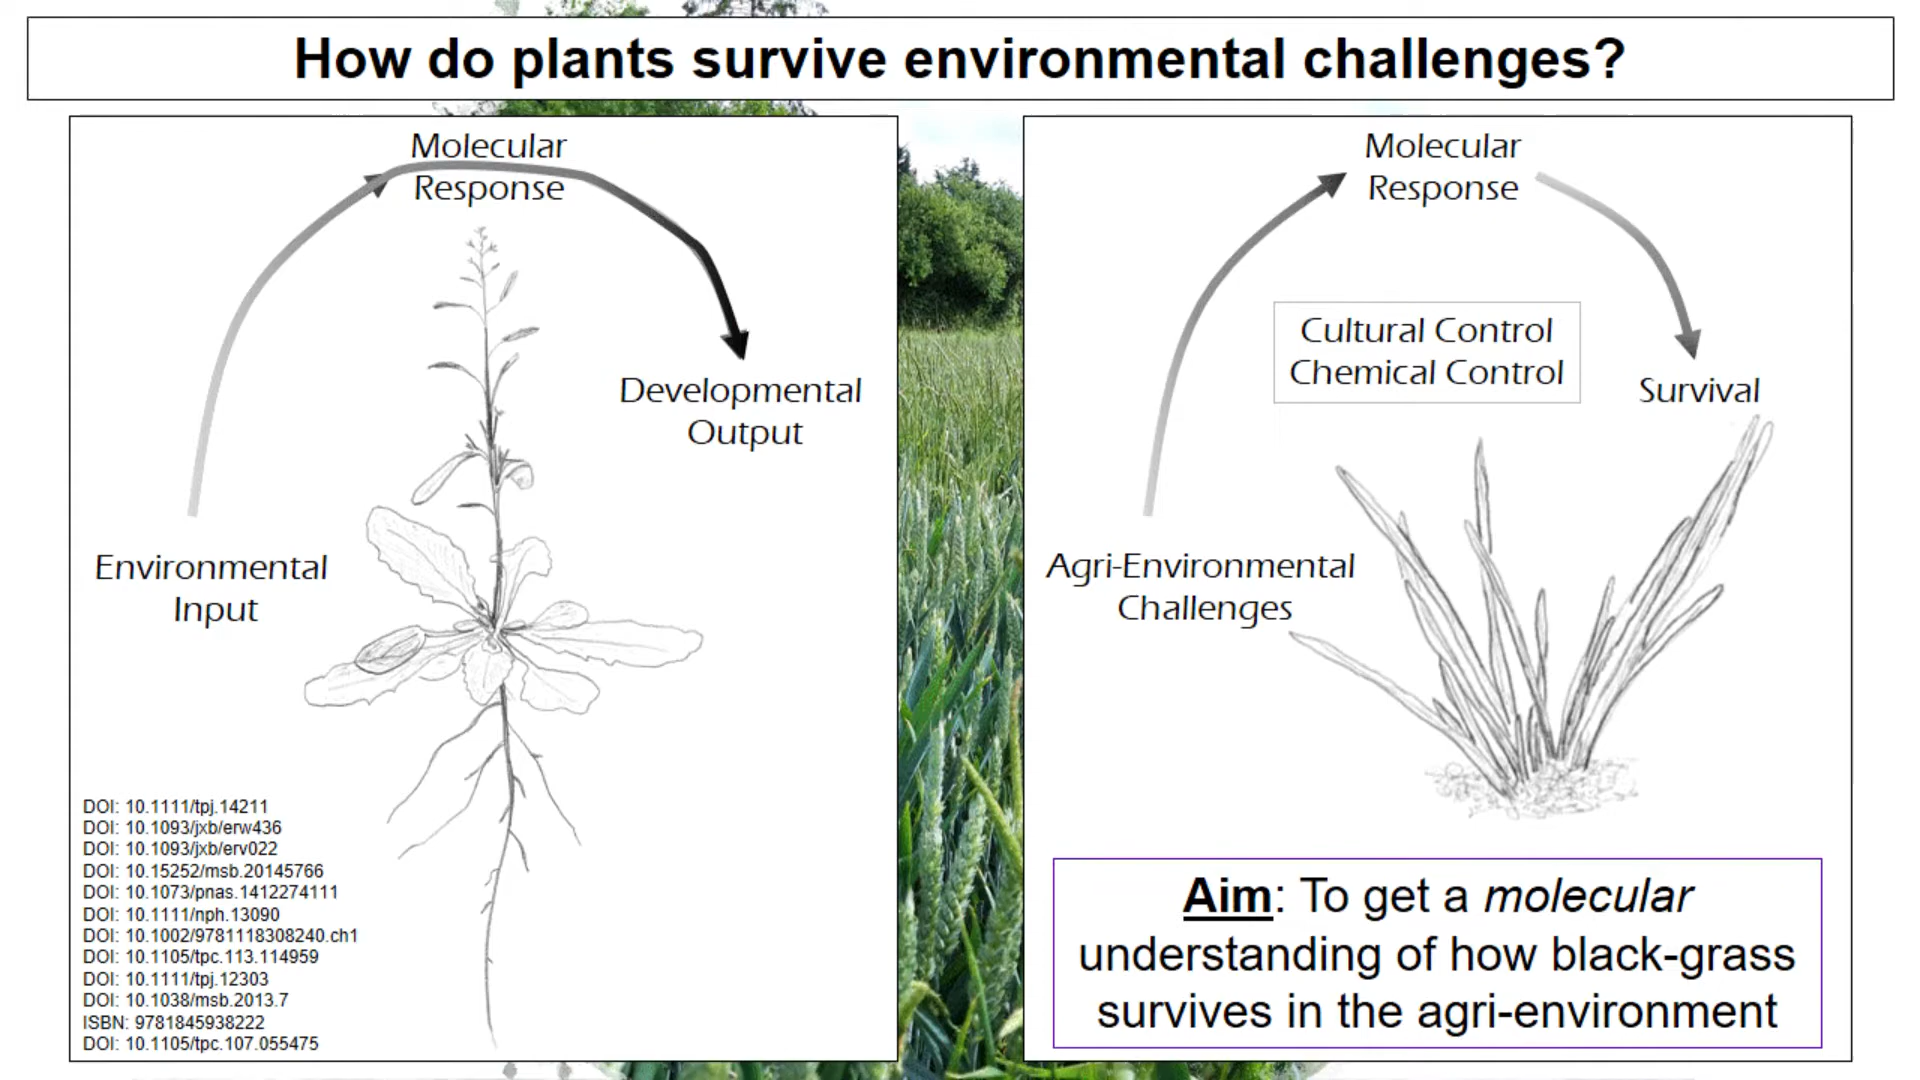 How do plants survive environmental challenges?
Molecular
Response
Developmental
Output
Environmental
Input
DOI: 10.1111/tpj.14211
DOI: 10.1093/jxb/erw436
DOI: 10.1093/jxb/erv022
DOI: 10.15252/msb.20145766
DOI: 10.1073/pnas.1412274111
DOI: 10.1111/nph.13090
DOI: 10.1002/9781118308240.ch1
DOI: 10.1105/tpc.113.114959
DOI: 10.1111/tpj.12303
DOI: 10.1038/msb.2013.7
ISBN: 9781845938222
DOI: 10.1105/tpc.107.055475
Molecular
Response
Cultural Control
Chemical Control
Survival
Agri-Environmental
Challenges
Aim: To get a molecular
understanding of how black-grass
survives in the agri-environment